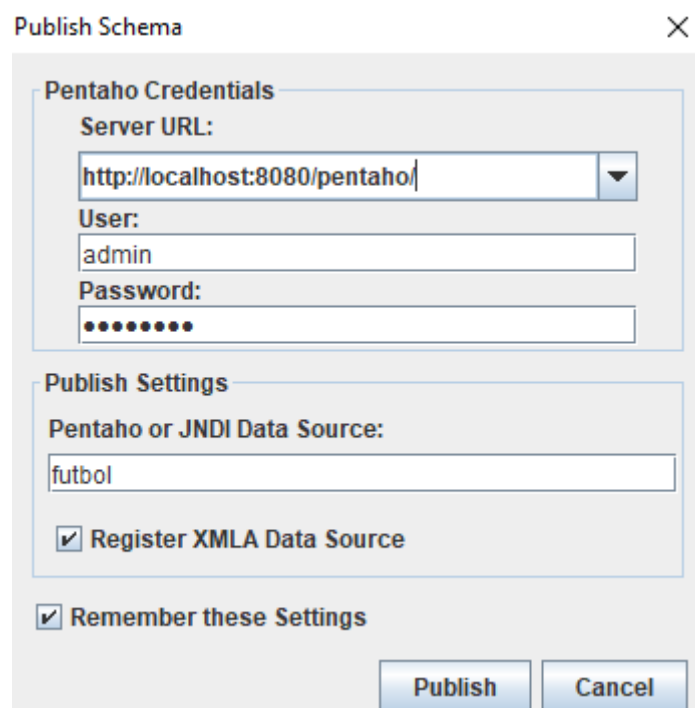 Publish Schema
Pentaho Credentials
Server URL:
http://localhost:8080/pentaho/
User:
admin
Password:
••••••••
Publish Settings
Pentaho or JNDI Data Source:
futbol
Register XMLA Data Source
Remember these Settings
Publish Cancel